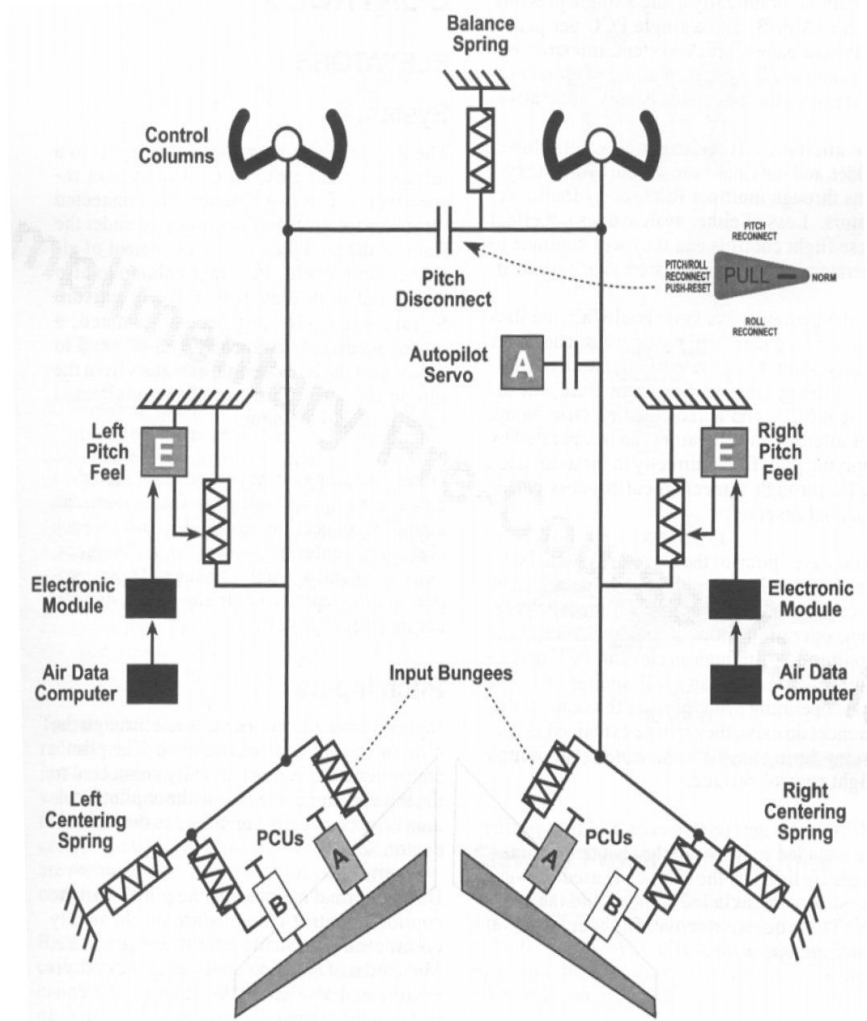 Balance
Spring
Control
Columns
PITCH
RECONNECT
PITCH/ROLL
RECONNECT
PUSH-RESET
PULL
NORM
Pitch
Disconnect
ROLL
RECONNECT
Autopilot
Servo
A
Left
Pitch
Feel
E
Right
Pitch
Feel
E
Electronic
Module
Electronic
Module
Air Data
Computer
Air Data
Computer
Input Bungees
Left
Centering
Spring
PCUs
A
B
PCUs
A
B
Right
Centering
Spring